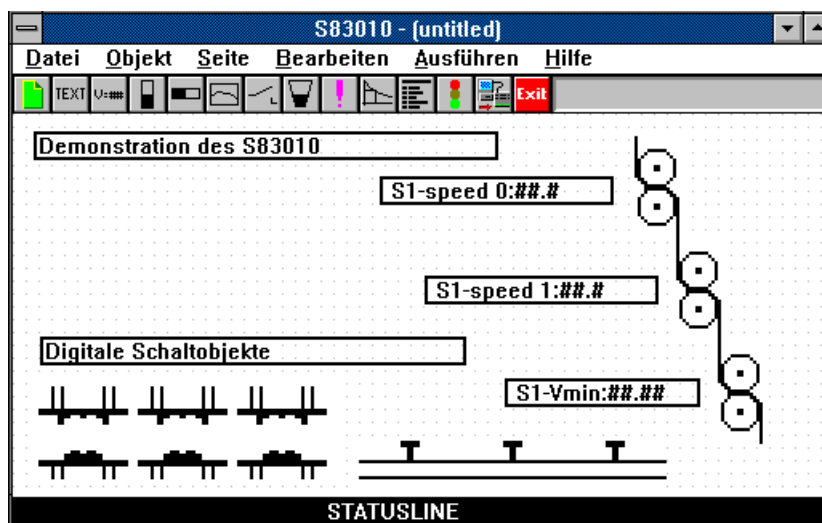 S83010 - (untitled)
Datei Objekt Seite Bearbeiten Ausführen Hilfe
TEXT V=### L Exit
Demonstration des S83010
S1-speed 0:##.#
S1-speed 1:##.#
Digitale Schaltobjekte
S1-Vmin:##.##
STATUSLINE